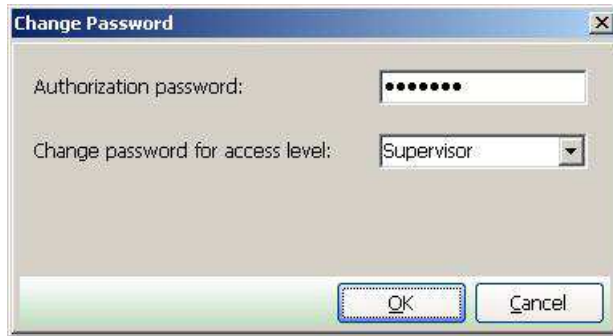 Change Password
Authorization password: •••••••
Change password for access level: Supervisor
OK Cancel